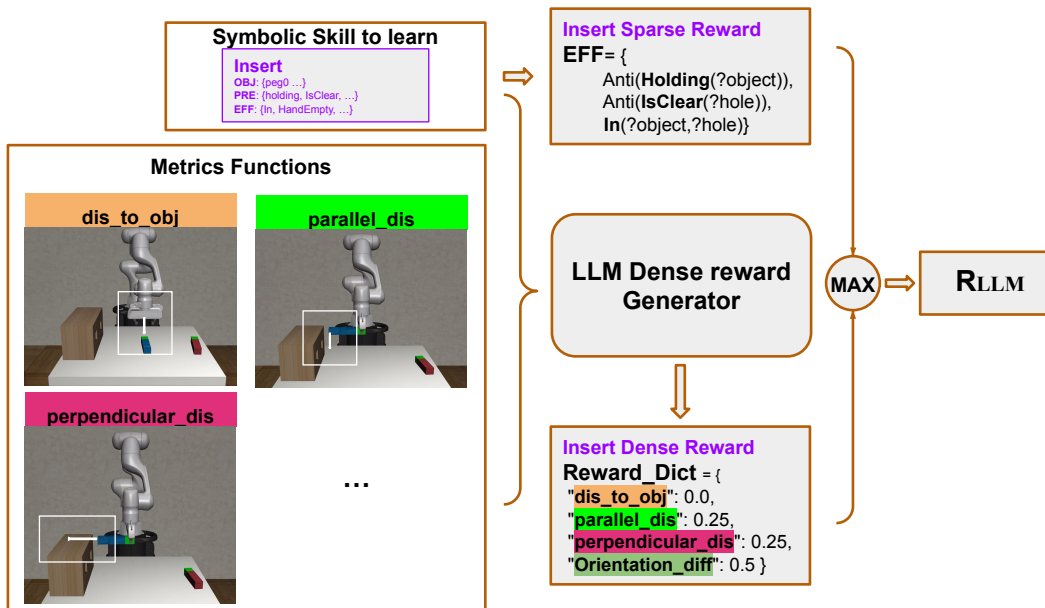 Symbolic Skill to learn
Insert
OBJ: {peg0 ...}
PRE: {holding, IsClear, ...}
EFF: {In, HandEmpty, ...}
Insert Sparse Reward
EFF= {
Anti(Holding(?object)),
Anti(IsClear(?hole)),
In(?object,?hole)}
Metrics Functions
dis_to_obj
parallel_dis
perpendicular_dis
...
LLM Dense reward
Generator
MAX
RLLM
Insert Dense Reward
Reward_Dict = {
"dis_to_obj": 0.0,
"parallel_dis": 0.25,
"perpendicular_dis": 0.25,
"Orientation_diff": 0.5 }